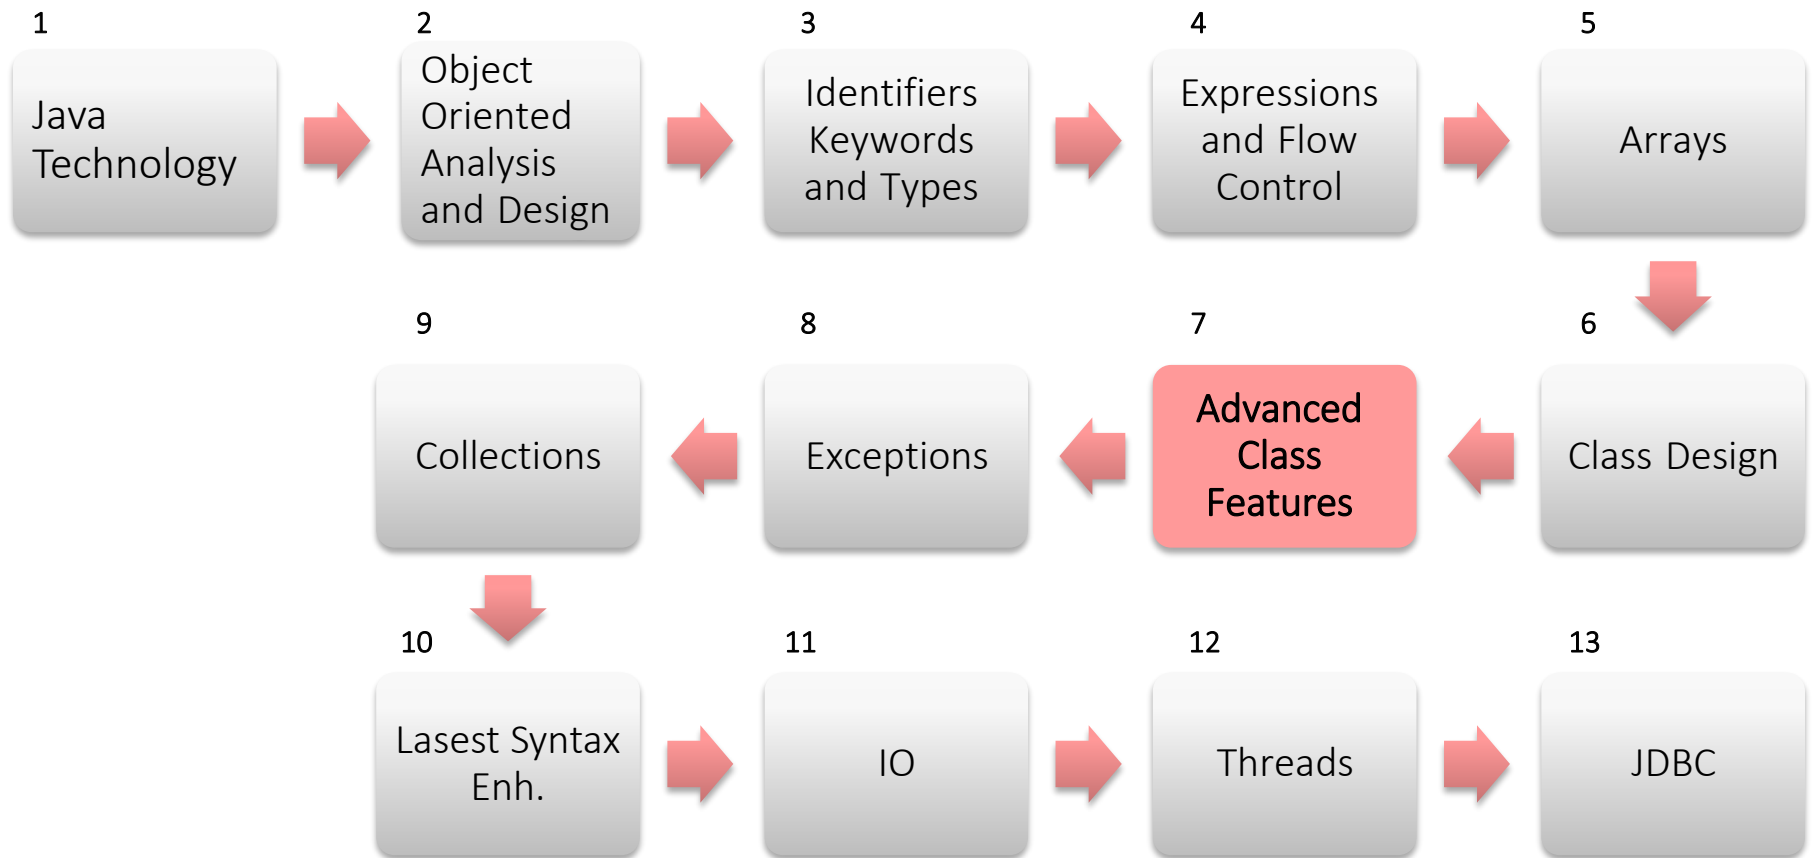 1
Java
Technology
2
Object
Oriented
Analysis
and Design
3
Identifiers
Keywords
and Types
4
Expressions
and Flow
Control
5
Arrays
6
Class Design
7
Advanced
Class
Features
8
Exceptions
9
Collections
10
Lasest Syntax
Enh.
11
IO
12
Threads
13
JDBC